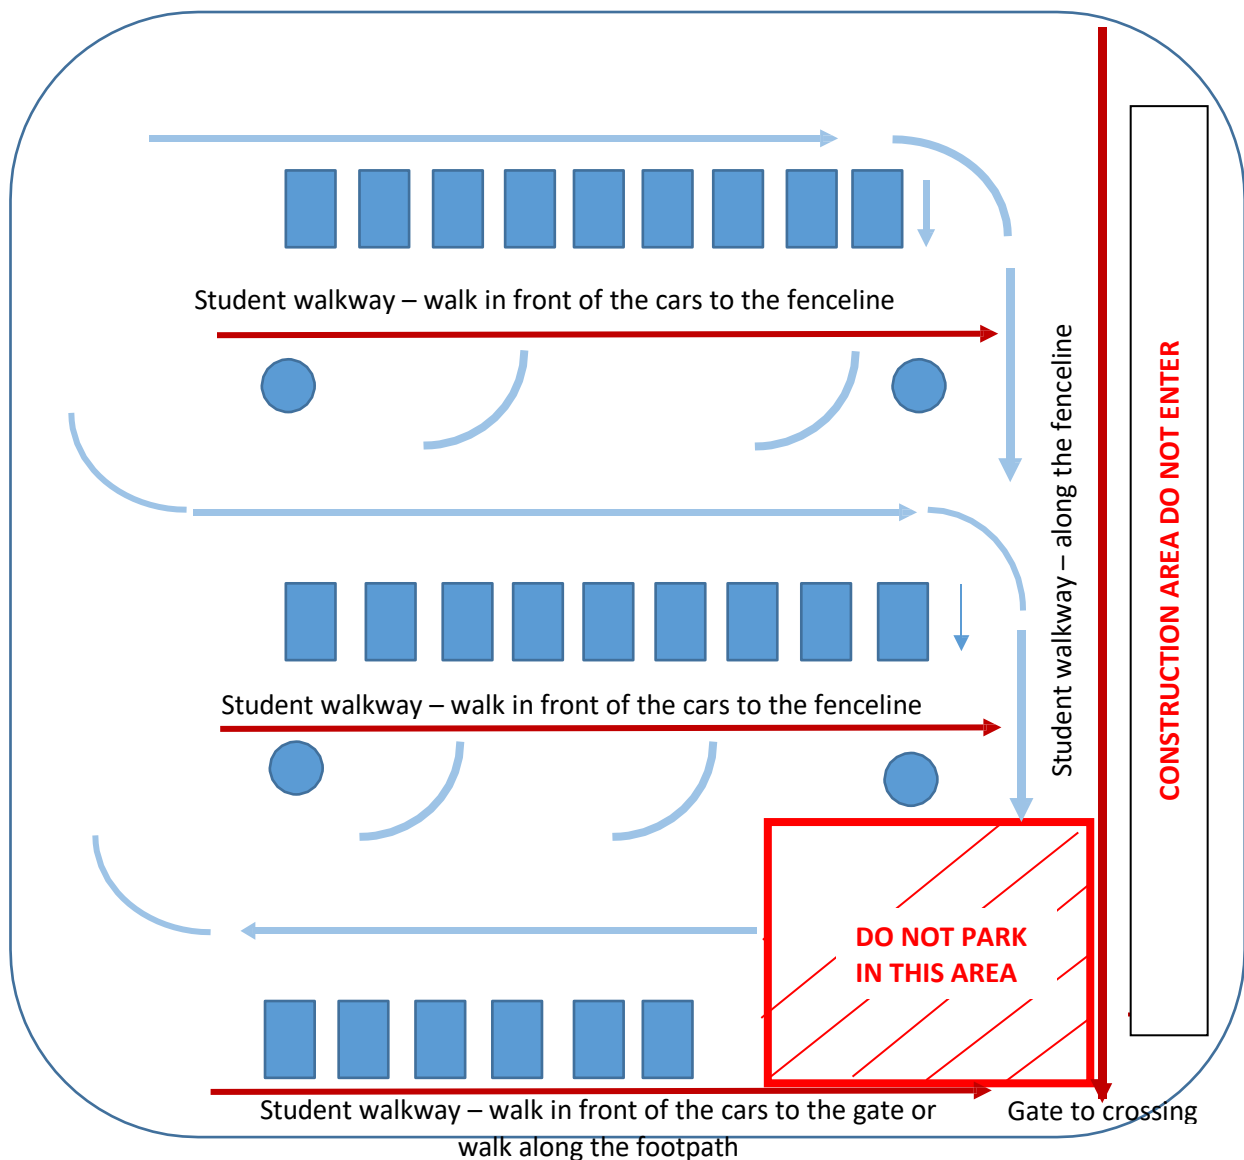 Student walkway – walk in front of the cars to the fenceline
Student walkway – along the fenceline
CONSTRUCTION AREA DO NOT ENTER
Student walkway – walk in front of the cars to the fenceline
DO NOT PARK
IN THIS AREA
Student walkway – walk in front of the cars to the gate or
walk along the footpath
Gate to crossing